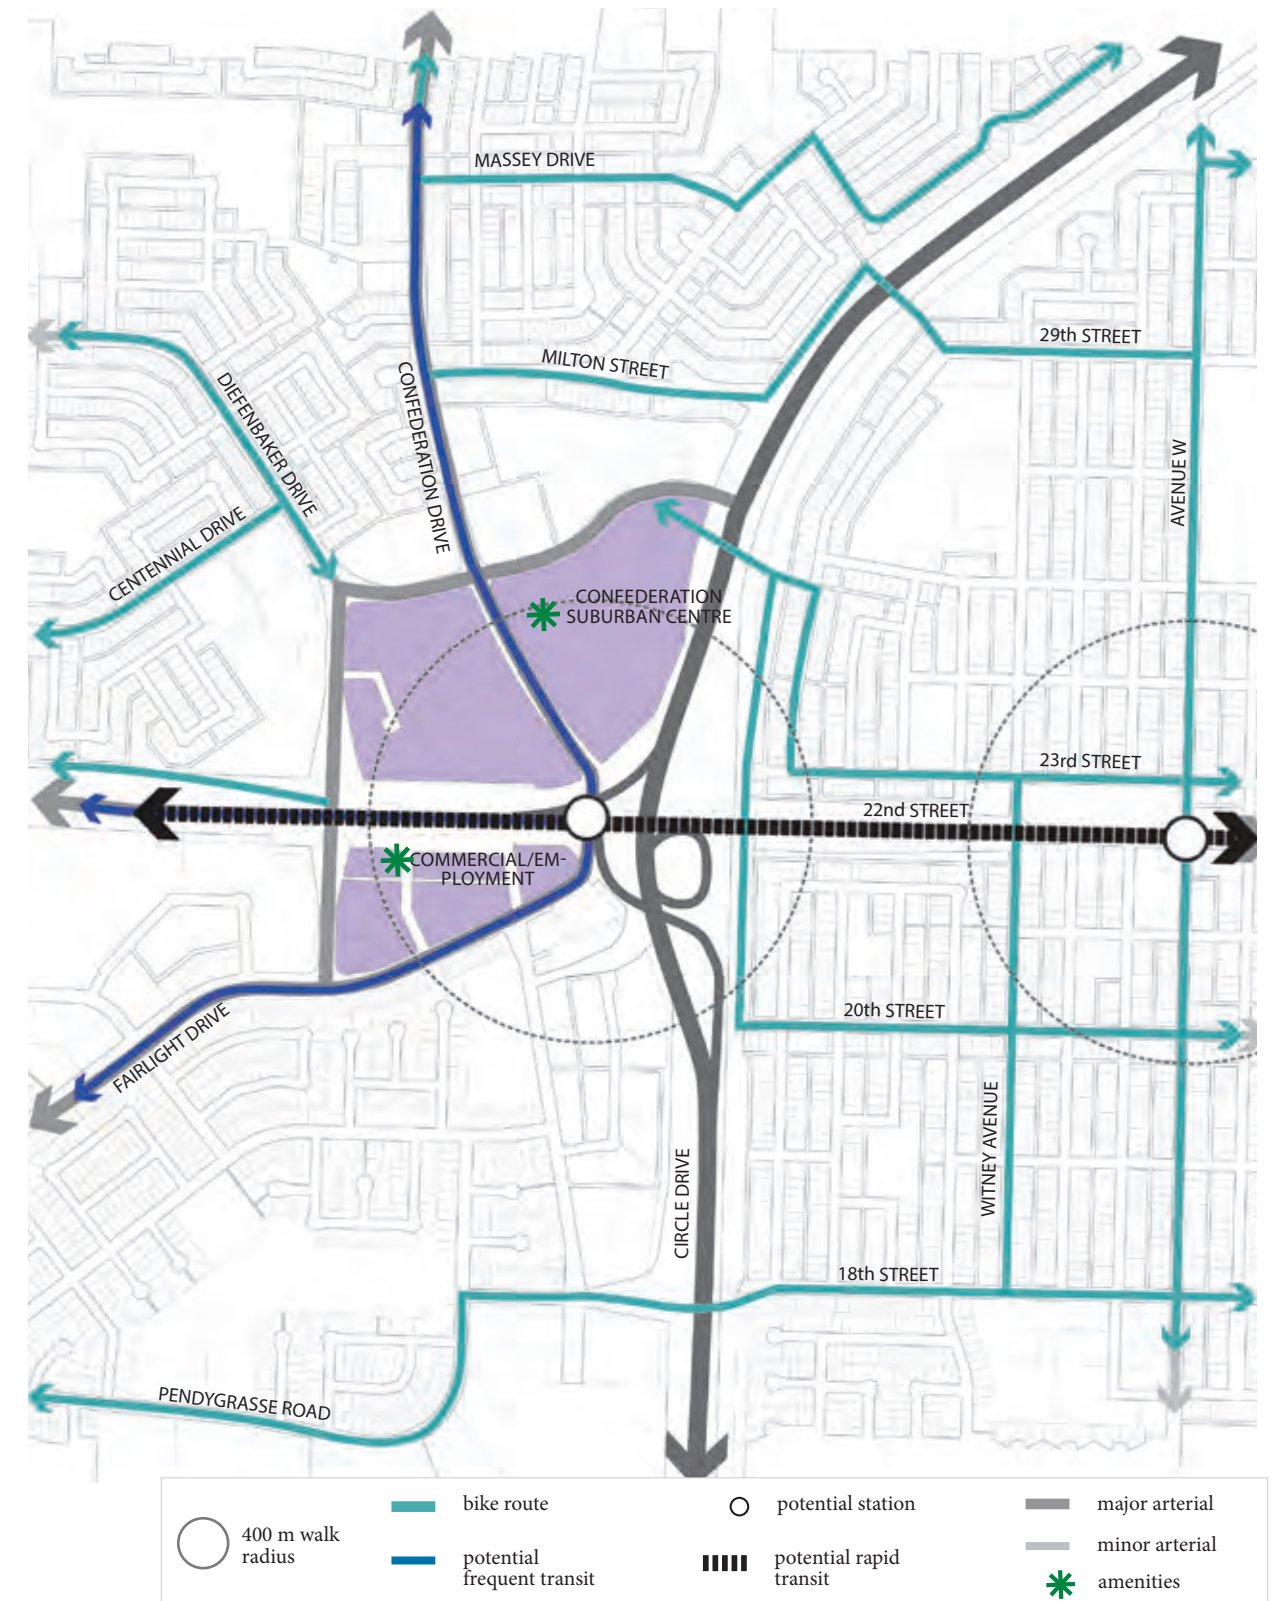 MASSEY DRIVE
29th STREET
MILTON STREET
CONFEDERATION DRIVE
DIEFENBAKER DRIVE
AVENUE W
CENTENNIAL DRIVE
CONFEDERATION
SUBURBAN CENTRE
23rd STREET
22nd STREET
COMMERCIAL/EM-
PLOYMENT
20th STREET
FAIRLIGHT DRIVE
WITNEY AVENUE
CIRCLE DRIVE
18th STREET
PENDYGRASSE ROAD
400 m walk
radius
bike route
potential
frequent transit
potential station
potential rapid
transit
major arterial
minor arterial
amenities